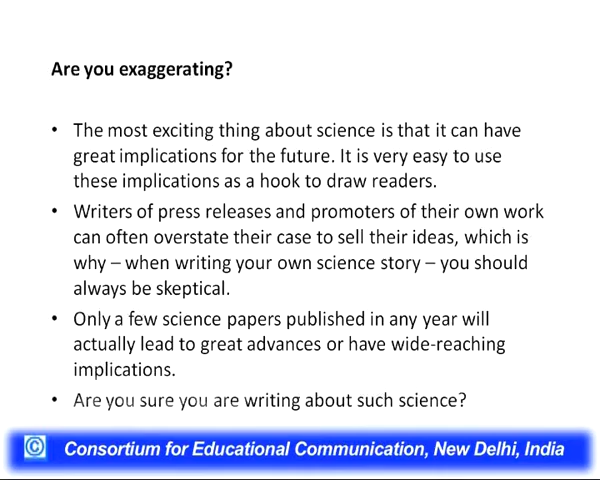 Are you exaggerating?
• The most exciting thing about science is that it can have
great implications for the future. It is very easy to use
these implications as a hook to draw readers.
• Writers of press releases and promoters of their own work
can often overstate their case to sell their ideas, which is
why – when writing your own science story – you should
always be skeptical.
• Only a few science papers published in any year will
actually lead to great advances or have wide-reaching
implications.
• Are you sure you are writing about such science?
© Consortium for Educational Communication, New Delhi, India